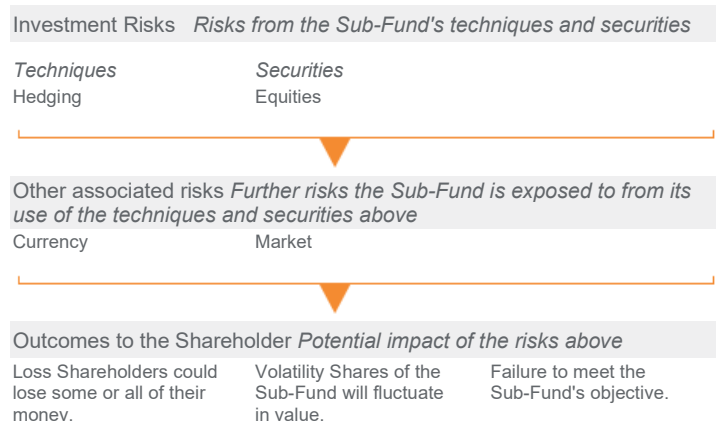 Investment Risks Risks from the Sub-Fund's techniques and securities
Techniques Securities
Hedging Equities
Other associated risks Further risks the Sub-Fund is exposed to from its
use of the techniques and securities above
Currency Market
Outcomes to the Shareholder Potential impact of the risks above
Loss Shareholders could
lose some or all of their
money.
Volatility Shares of the
Sub-Fund will fluctuate
in value.
Failure to meet the
Sub-Fund's objective.